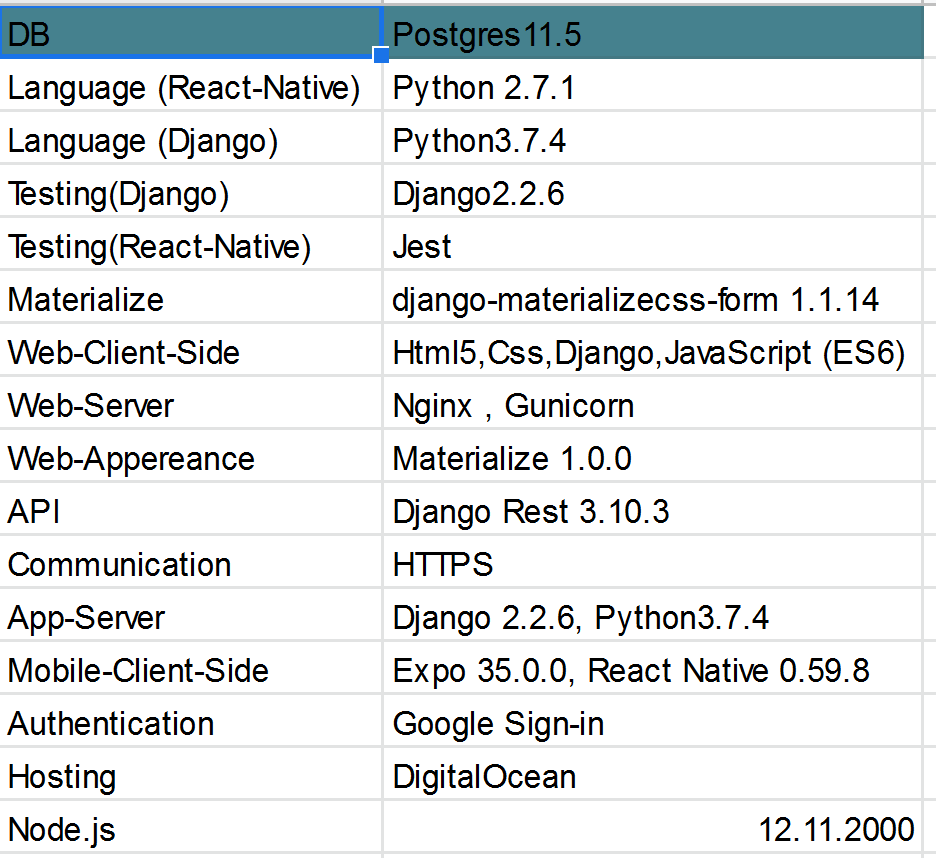 DB Postgres11.5
Language (React-Native) Python 2.7.1
Language (Django) Python3.7.4
Testing(Django) Django2.2.6
Testing(React-Native) Jest
Materialize django-materializecss-form 1.1.14
Web-Client-Side Html5,Css,Django,JavaScript (ES6)
Web-Server Nginx , Gunicorn
Web-Appereance Materialize 1.0.0
API Django Rest 3.10.3
Communication HTTPS
App-Server Django 2.2.6, Python3.7.4
Mobile-Client-Side Expo 35.0.0, React Native 0.59.8
Authentication Google Sign-in
Hosting DigitalOcean
Node.js 12.11.2000